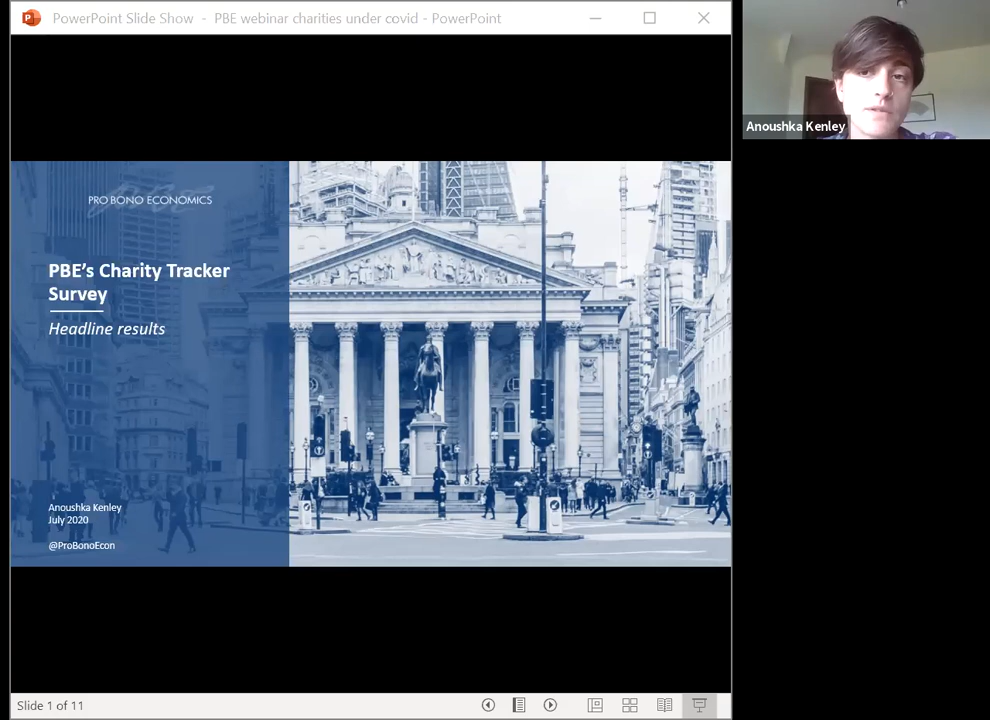 PowerPoint Slide Show - PBE webinar charities under covid - PowerPoint
PRO BONO ECONOMICS
PBE's Charity Tracker
Survey
Headline results
Anoushka Kenley
July 2020
@ProBonoEcon
Slide 1 of 11
Anoushka Kenley